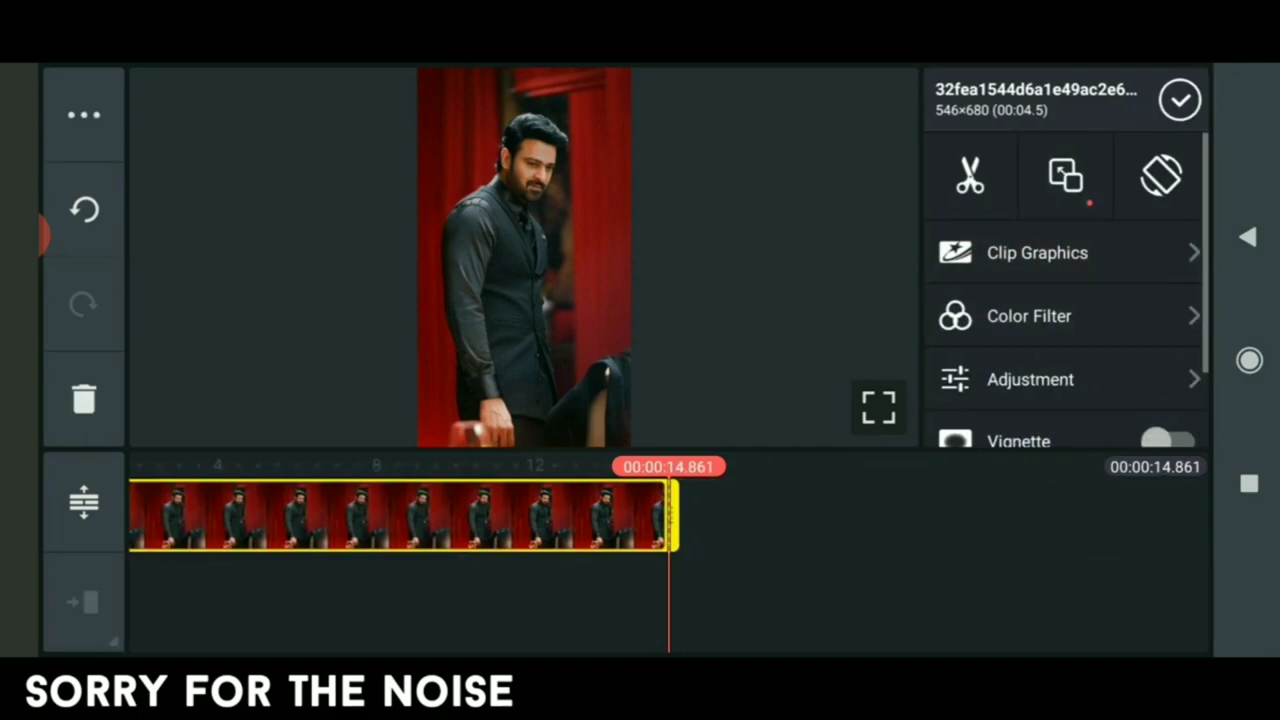 32fea1544d6a1e49ac2e6...
546×680 (00:04.5)
Clip Graphics
Color Filter
Adjustment
Vignette
4 8 12 00:00:14.861 00:00:14.861
SORRY FOR THE NOISE